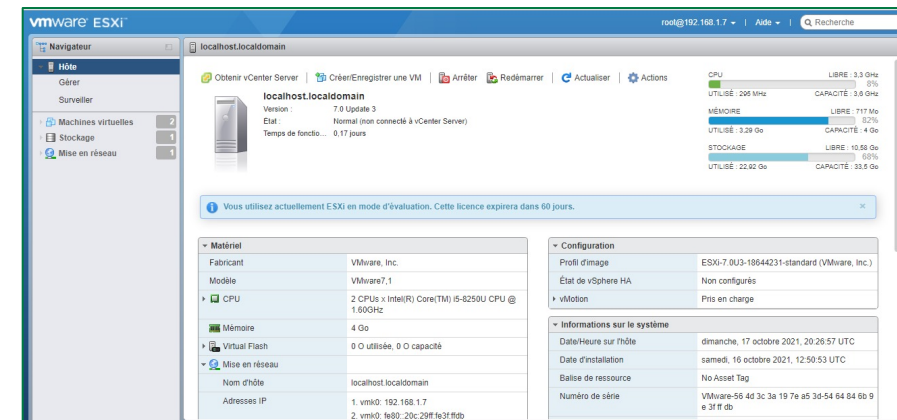 vmware ESXi
root@192.168.1.7 | Aide | Recherche
Navigateur
localhost.localdomain
Hôte
Gérer
Surveiller
Machines virtuelles 2
Stockage 1
Mise en réseau 1
Obtenir vCenter Server | Créer/Enregistrer une VM | Arrêter Redémarrer | Actualiser | Actions
localhost.localdomain
Version : 7.0 Update 3
État : Normal (non connecté à vCenter Server)
Temps de fonctio... 0,17 jours
CPU LIBRE : 3,3 GHz
8%
UTILISÉ : 295 MHz CAPACITÉ : 3,6 GHz
MÉMOIRE LIBRE : 717 Mo
82%
UTILISÉ : 3,29 Go CAPACITÉ : 4 Go
STOCKAGE LIBRE : 10,58 Go
68%
UTILISÉ : 22,92 Go CAPACITÉ : 33,5 Go
Vous utilisez actuellement ESXi en mode d'évaluation. Cette licence expirera dans 60 jours.
Matériel
Fabricant VMware, Inc.
Modèle VMware7,1
CPU 2 CPUs x Intel(R) Core(TM) i5-8250U CPU @
1.60GHz
Mémoire 4 Go
Virtual Flash 0 O utilisée, 0 O capacité
Mise en réseau
Nom d'hôte localhost.localdomain
Adresses IP 1. vmk0: 192.168.1.7
2. vmk0: fe80::20c:29ff:fe3f:ffdb
Configuration
Profil d'image ESXi-7.0U3-18644231-standard (VMware, Inc.)
État de vSphere HA Non configurés
vMotion Pris en charge
Informations sur le système
Date/Heure sur l'hôte dimanche, 17 octobre 2021, 20:26:57 UTC
Date d'installation samedi, 16 octobre 2021, 12:50:53 UTC
Balise de ressource No Asset Tag
Numéro de série VMware-56 4d 3c 3a 19 7e a5 3d-54 64 84 6b 9
e 3f ff db